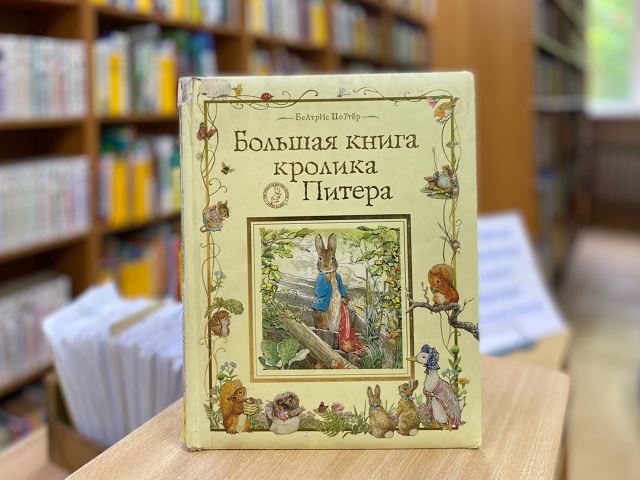 Беатрис Поттер
Большая книга
кролика
Питера